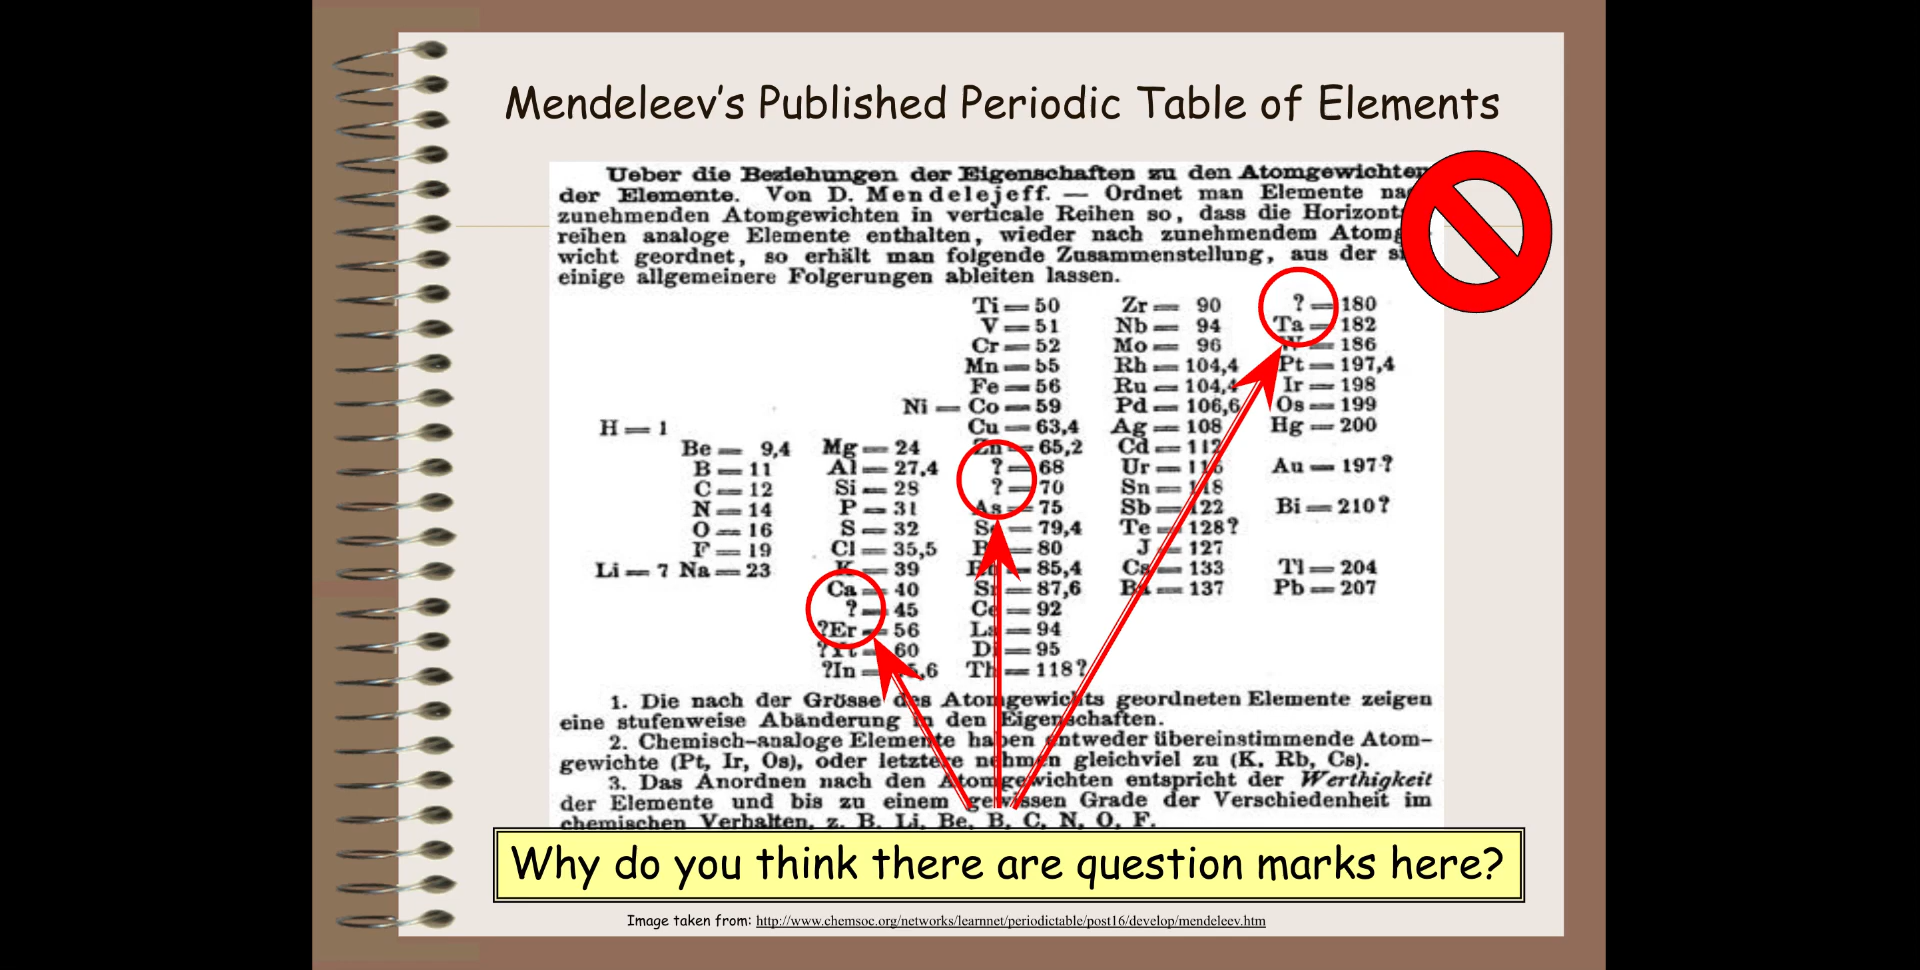 Mendeleev's Published Periodic Table of Elements
Ueber die Beziehungen der Eigenschaften zu den Atomgewichten
der Elemente. Von D. Mendelejeff. — Ordnet man Elemente
zunehmenden Atomgewichten in verticale Reihen so, dass die
reihen analoge Elemente enthalten, wieder nach zunehmendem
wicht geordnet, so erhält man folgende Zusammenstellung, aus der
einige allgemeinere Folgerungen ableiten lassen.
Ti — 50 Zr — 90 ? — 180
V — 51 Nb — 94 Ta — 182
Cr — 52 Mo — 96 W — 186
Mn — 55 Rh — 104,4 Pt — 197,4
Fe — 56 Ru — 104,4 Ir — 198
Ni — Co — 59 Pd — 106,6 Os — 199
H — 1 Cu — 63,4 Ag — 108 Hg — 200
Be — 9,4 Mg — 24 Zn — 65,2 Cd — 112
B — 11 Al — 27,4 ? — 68 Ur — 116 Au — 197?
C — 12 Si — 28 ? — 70 Sn — 118
N — 14 P — 31 As — 75 Sb — 122 Bi — 210?
O — 16 S — 32 Se — 79,4 Te — 128?
F — 19 Cl — 35,5 Br — 80 J — 127
Li — 7 Na — 23 K — 39 Rb — 85,4 Cs — 133 Tl — 204
Ca — 40 Sr — 87,6 Ba — 137 Pb — 207
? — 45 Ce — 92
?Er — 56 La — 94
?Yt — 60 Di — 95
?In — Th — 118?
1. Die nach der Grösse des Atomgewichts geordneten Elemente zeigen
eine stufenweise Abänderung in den Eigenschaften.
2. Chemisch-analoge Elemente haben entweder übereinstimmende Atom-
gewichte (Pt, Ir, Os), oder letztere nehmen gleichviel zu (K, Rb, Cs).
3. Das Anordnen nach den Atomgewichten entspricht der Werthigkeit
der Elemente und bis zu einem gewissen Grade der Verschiedenheit im
chemischen Verhalten, z. B. Li, Be, B, C, N, O, F.
Why do you think there are question marks here?
Image taken from: http://www.chemsoc.org/networks/learnnet/periodictable/post16/develop/mendeleev.htm